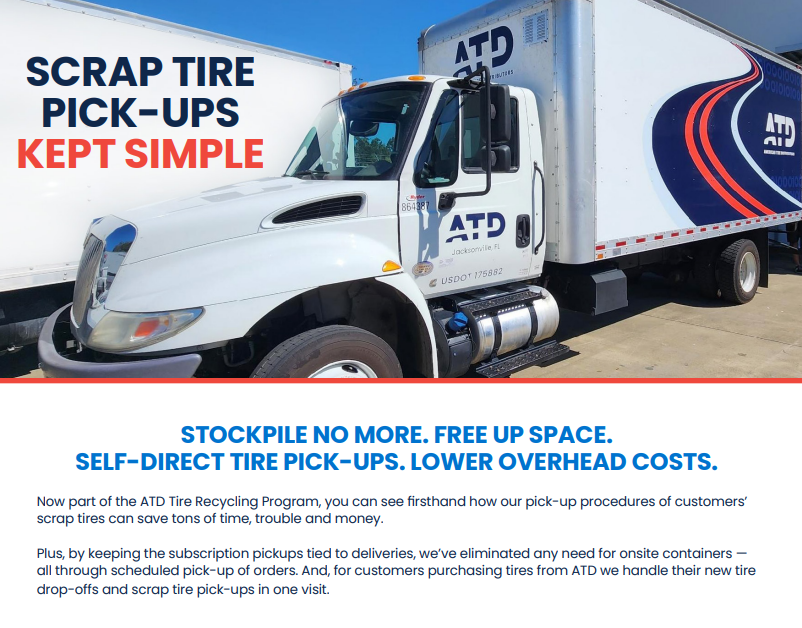 SCRAP TIRE
PICK-UPS
KEPT SIMPLE
ATD
ATD
864387
ATD
Jacksonville, FL
USDOT 175882
STOCKPILE NO MORE. FREE UP SPACE.
SELF-DIRECT TIRE PICK-UPS. LOWER OVERHEAD COSTS.
Now part of the ATD Tire Recycling Program, you can see firsthand how our pick-up procedures of customers’
scrap tires can save tons of time, trouble and money.
Plus, by keeping the subscription pickups tied to deliveries, we’ve eliminated any need for onsite containers —
all through scheduled pick-up of orders. And, for customers purchasing tires from ATD we handle their new tire
drop-offs and scrap tire pick-ups in one visit.